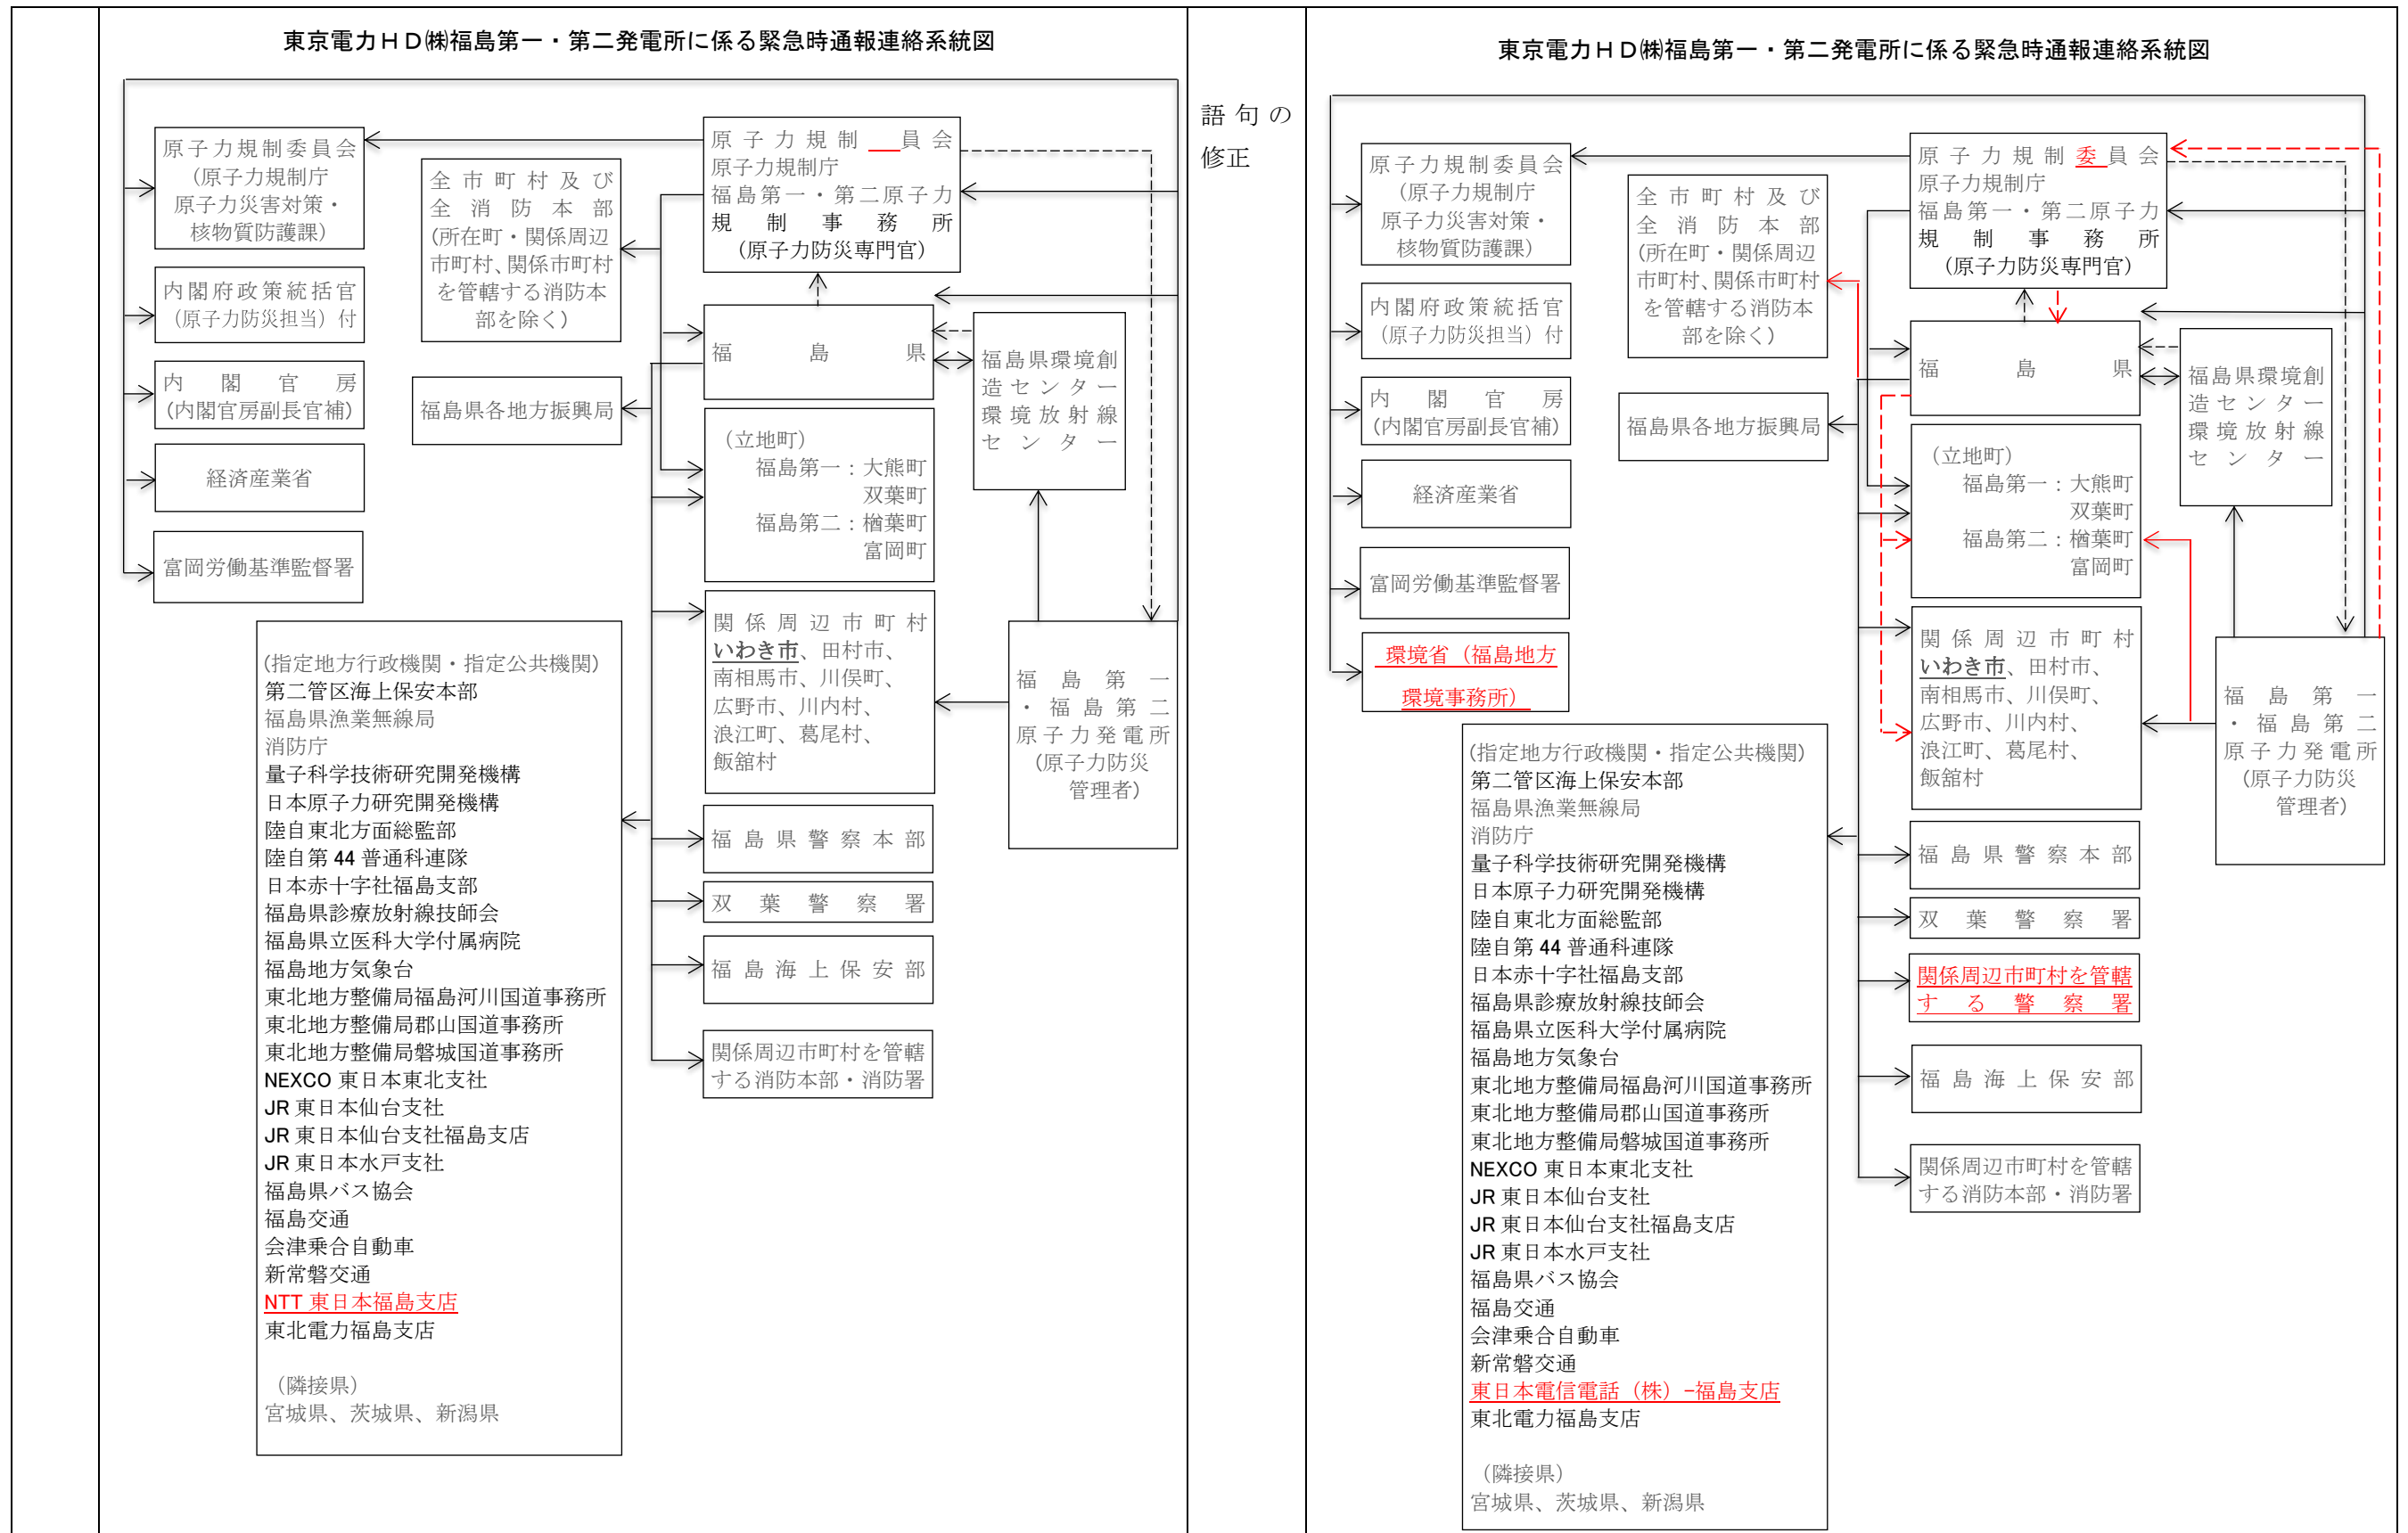 東京電力ＨＤ㈱福島第一・第二発電所に係る緊急時通報連絡系統図
原子力規制委員会
(原子力規制庁
原子力災害対策・
核物質防護課)
内閣府政策統括官
(原子力防災担当) 付
内閣官房
(内閣官房副長官補)
経済産業省
富岡労働基準監督署
全市町村及び
全消防本部
(所在町・関係周辺
市町村、関係市町村
を管轄する消防本
部を除く)
福島県各地方振興局
原子力規制＿員会
原子力規制庁
福島第一・第二原子力
規制事務所
(原子力防災専門官)
福島県
福島県環境創
造センター
環境放射線
センター
(立地町)
福島第一：大熊町
双葉町
福島第二：楢葉町
富岡町
関係周辺市町村
いわき市、田村市、
南相馬市、川俣町、
広野市、川内村、
浪江町、葛尾村、
飯舘村
福島第一
・福島第二
原子力発電所
(原子力防災
管理者)
福島県警察本部
双葉警察署
福島海上保安部
関係周辺市町村を管轄
する消防本部・消防署
(指定地方行政機関・指定公共機関)
第二管区海上保安本部
福島県漁業無線局
消防庁
量子科学技術研究開発機構
日本原子力研究開発機構
陸自東北方面総監部
陸自第 44 普通科連隊
日本赤十字社福島支部
福島県診療放射線技師会
福島県立医科大学付属病院
福島地方気象台
東北地方整備局福島河川国道事務所
東北地方整備局郡山国道事務所
東北地方整備局磐城国道事務所
NEXCO 東日本東北支社
JR 東日本仙台支社
JR 東日本仙台支社福島支店
JR 東日本水戸支社
福島県バス協会
福島交通
会津乗合自動車
新常磐交通
NTT 東日本福島支店
東北電力福島支店
(隣接県)
宮城県、茨城県、新潟県
語句の
修正
東京電力ＨＤ㈱福島第一・第二発電所に係る緊急時通報連絡系統図
原子力規制委員会
(原子力規制庁
原子力災害対策・
核物質防護課)
内閣府政策統括官
(原子力防災担当) 付
内閣官房
(内閣官房副長官補)
経済産業省
富岡労働基準監督署
環境省（福島地方
環境事務所）
全市町村及び
全消防本部
(所在町・関係周辺
市町村、関係市町村
を管轄する消防本
部を除く)
福島県各地方振興局
原子力規制委員会
原子力規制庁
福島第一・第二原子力
規制事務所
(原子力防災専門官)
福島県
福島県環境創
造センター
環境放射線
センター
(立地町)
福島第一：大熊町
双葉町
福島第二：楢葉町
富岡町
関係周辺市町村
いわき市、田村市、
南相馬市、川俣町、
広野市、川内村、
浪江町、葛尾村、
飯舘村
福島第一
・福島第二
原子力発電所
(原子力防災
管理者)
福島県警察本部
双葉警察署
関係周辺市町村を管轄
する警察署
福島海上保安部
関係周辺市町村を管轄
する消防本部・消防署
(指定地方行政機関・指定公共機関)
第二管区海上保安本部
福島県漁業無線局
消防庁
量子科学技術研究開発機構
日本原子力研究開発機構
陸自東北方面総監部
陸自第 44 普通科連隊
日本赤十字社福島支部
福島県診療放射線技師会
福島県立医科大学付属病院
福島地方気象台
東北地方整備局福島河川国道事務所
東北地方整備局郡山国道事務所
東北地方整備局磐城国道事務所
NEXCO 東日本東北支社
JR 東日本仙台支社
JR 東日本仙台支社福島支店
JR 東日本水戸支社
福島県バス協会
福島交通
会津乗合自動車
新常磐交通
東日本電信電話（株）-福島支店
東北電力福島支店
(隣接県)
宮城県、茨城県、新潟県